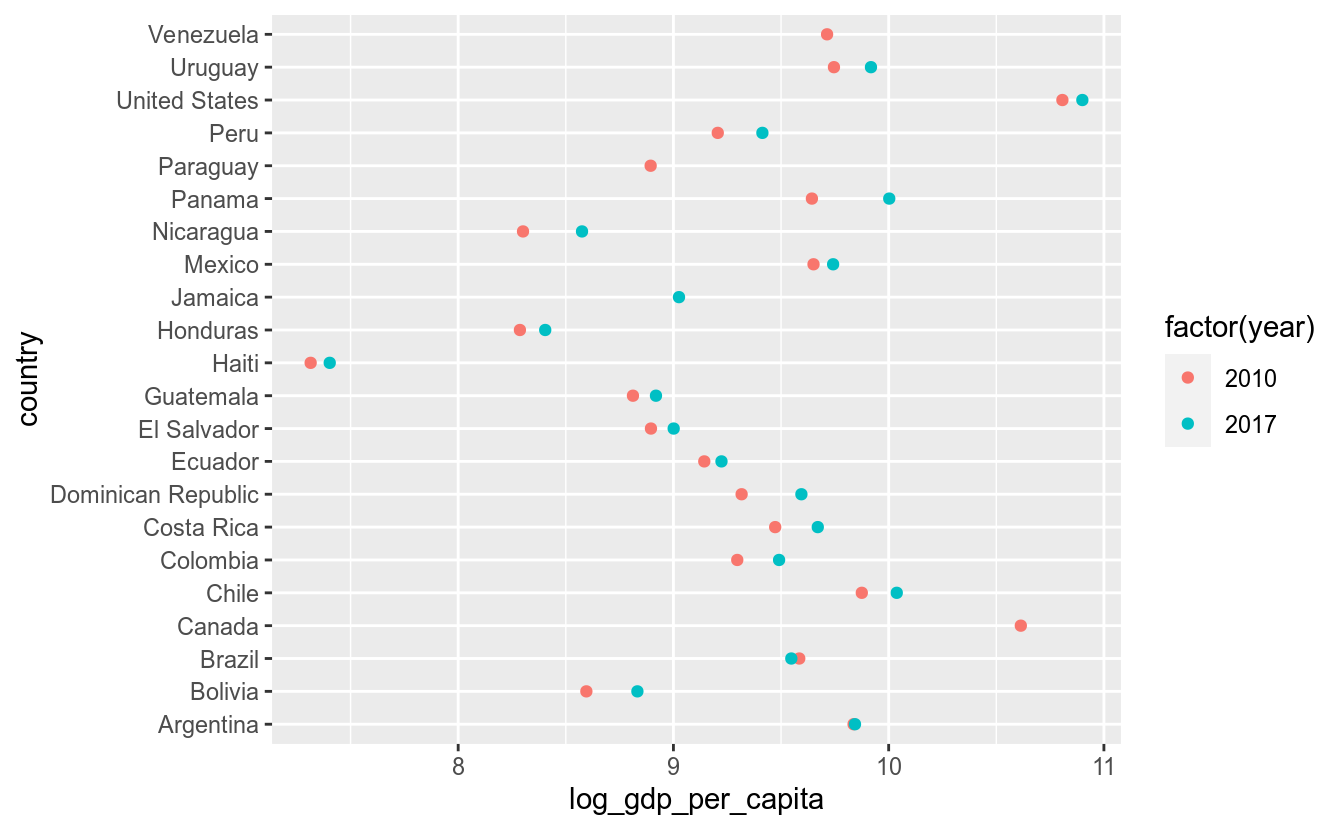 Venezuela
Uruguay
United States
Peru
Paraguay
Panama
Nicaragua
Mexico
Jamaica
Honduras
Haiti
Guatemala
El Salvador
Ecuador
Dominican Republic
Costa Rica
Colombia
Chile
Canada
Brazil
Bolivia
Argentina
country
8 9 10 11
log_gdp_per_capita
factor(year)
2010
2017